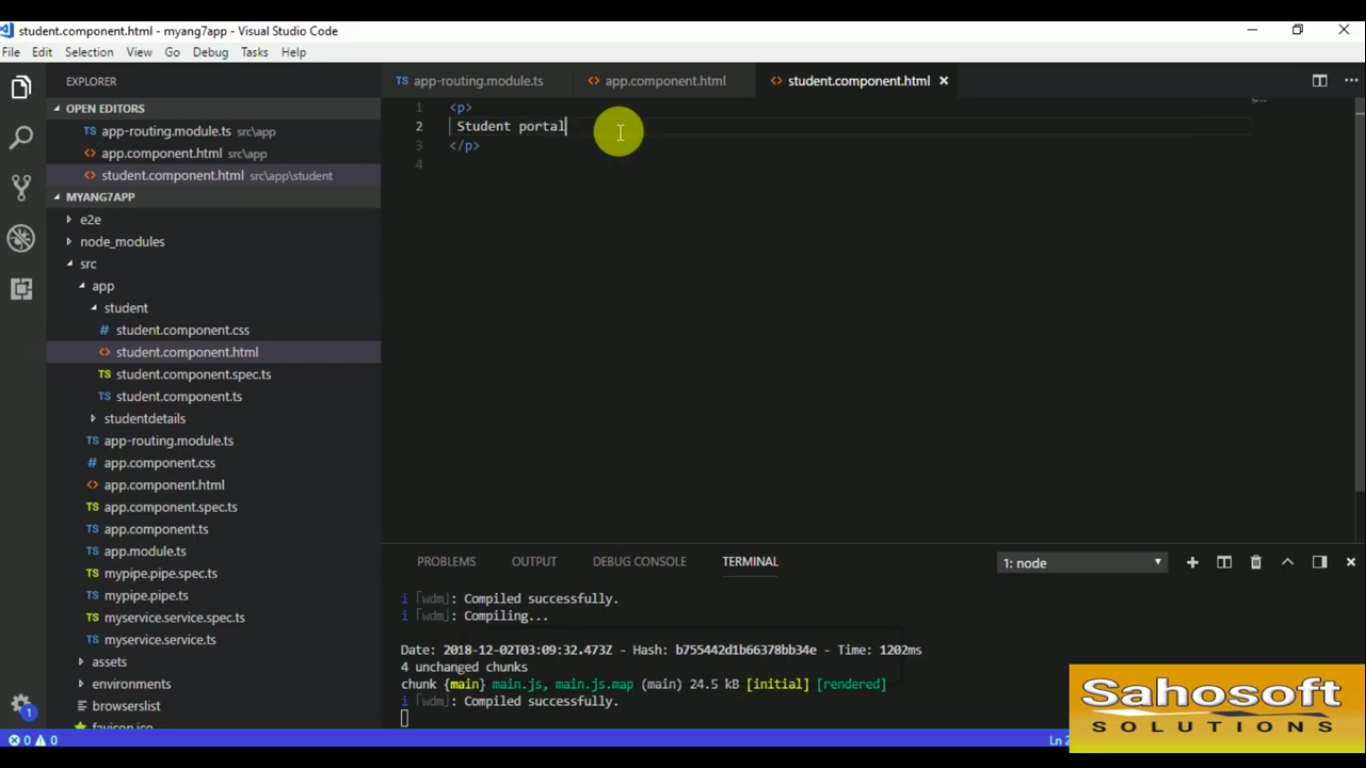 student.component.html - myang7app - Visual Studio Code
File Edit Selection View Go Debug Tasks Help
EXPLORER
OPEN EDITORS
TS app-routing.module.ts src\app
<> app.component.html src\app
<> student.component.html src\app\student
MYANG7APP
e2e
node_modules
src
app
student
# student.component.css
<> student.component.html
TS student.component.spec.ts
TS student.component.ts
studentdetails
TS app-routing.module.ts
# app.component.css
<> app.component.html
TS app.component.spec.ts
TS app.component.ts
TS app.module.ts
TS mypipe.pipe.spec.ts
TS mypipe.pipe.ts
TS myservice.service.spec.ts
TS myservice.service.ts
assets
environments
browserslist
favicon.ico
1
TS app-routing.module.ts <> app.component.html <> student.component.html
1 <p>
2 Student portal
3 </p>
4
PROBLEMS OUTPUT DEBUG CONSOLE TERMINAL 1: node
i ｢wdm｣: Compiled successfully.
i ｢wdm｣: Compiling...
Date: 2018-12-02T03:09:32.473Z - Hash: b755442d1b66378bb34e - Time: 1202ms
4 unchanged chunks
chunk {main} main.js, main.js.map (main) 24.5 kB [initial] [rendered]
i ｢wdm｣: Compiled successfully.
0 0
Sahosoft
SOLUTIONS